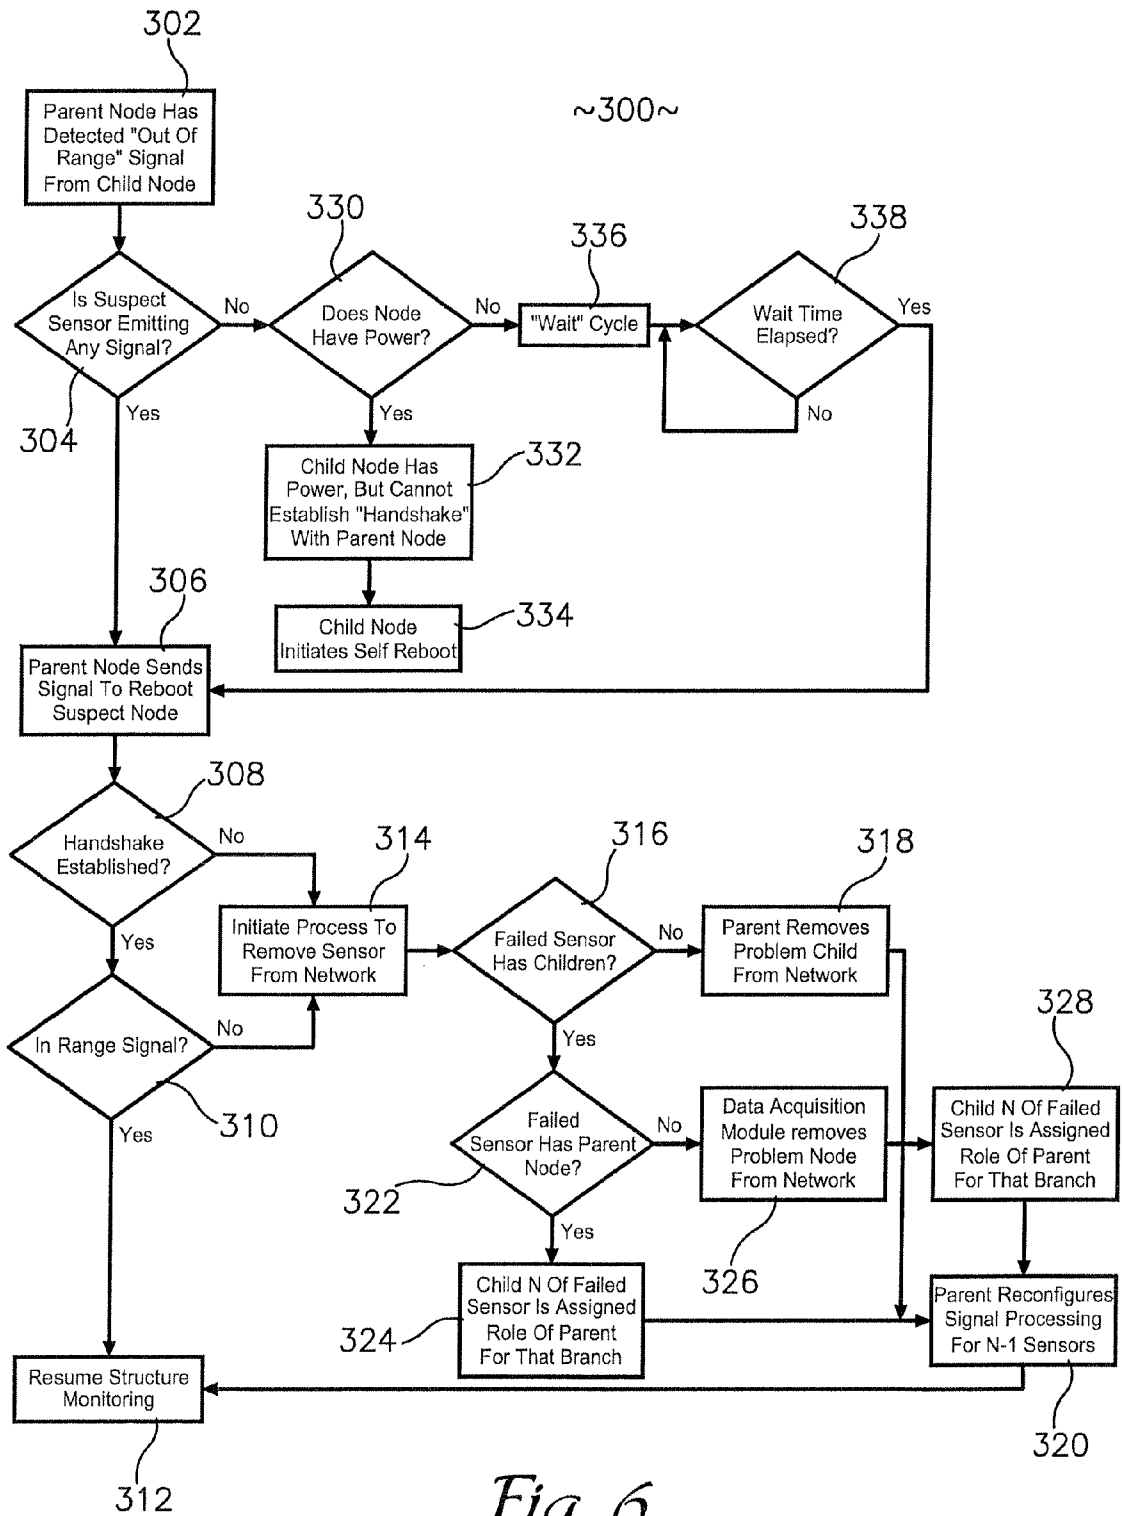 302
Parent Node Has
Detected "Out Of
Range" Signal
From Child Node
~300~
330
336
338
Is Suspect
Sensor Emitting
Any Signal?
No
Does Node
Have Power?
No
"Wait" Cycle
Wait Time
Elapsed?
Yes
304
Yes
Yes
No
Child Node Has
Power, But Cannot
Establish "Handshake"
With Parent Node
332
306
Child Node
Initiates Self Reboot
334
Parent Node Sends
Signal To Reboot
Suspect Node
308
Handshake
Established?
No
314
316
318
Yes
Initiate Process To
Remove Sensor
From Network
Failed Sensor
Has Children?
No
Parent Removes
Problem Child
From Network
In Range Signal?
No
310
Yes
Yes
328
Failed
Sensor Has Parent
Node?
No
322
Data Acquisition
Module removes
Problem Node
From Network
Child N Of Failed
Sensor Is Assigned
Role Of Parent
For That Branch
Yes
326
324
Child N Of Failed
Sensor Is Assigned
Role Of Parent
For That Branch
Parent Reconfigures
Signal Processing
For N-1 Sensors
320
Resume Structure
Monitoring
312
Fig. 6